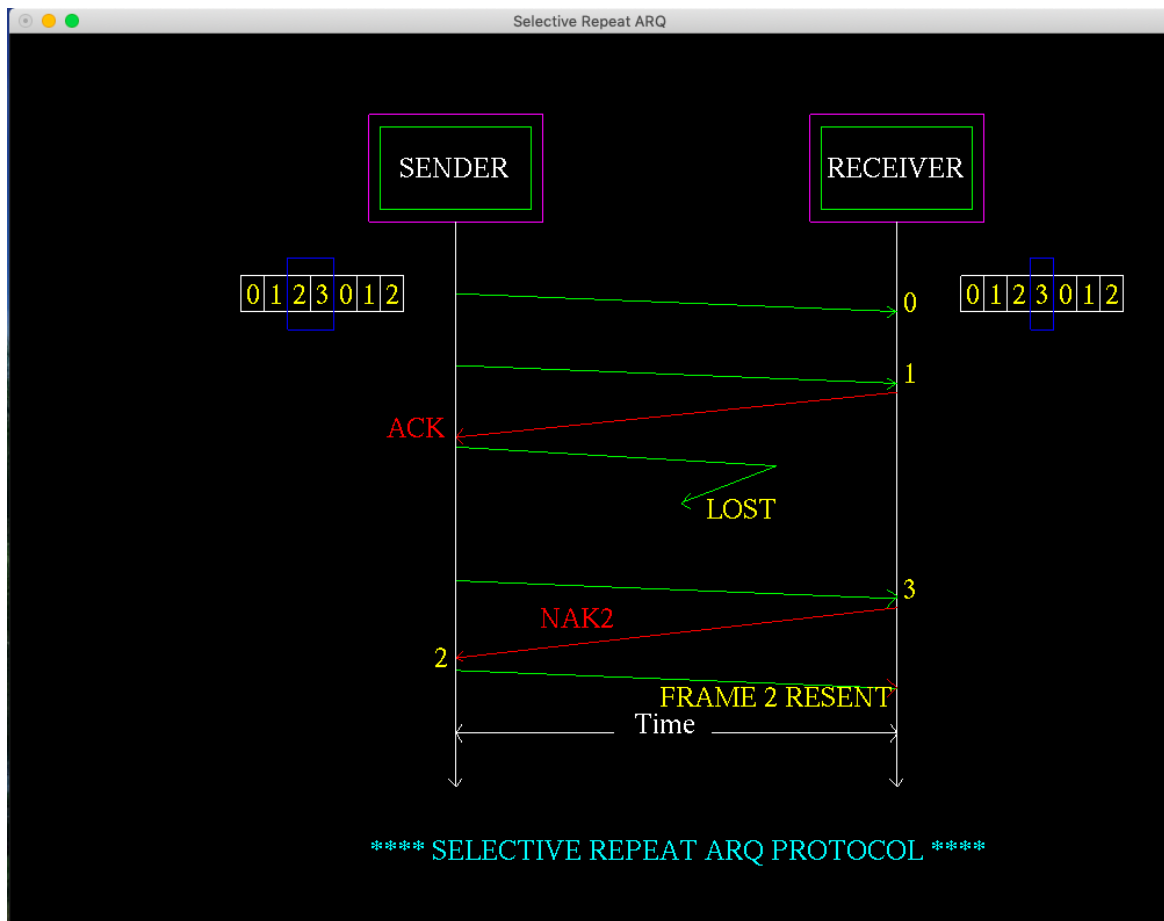 Selective Repeat ARQ
SENDER
RECEIVER
0 1 2 3 0 1 2
0
0 1 2 3 0 1 2
1
ACK
LOST
3
NAK2
2
FRAME 2 RESENT
Time
**** SELECTIVE REPEAT ARQ PROTOCOL ****